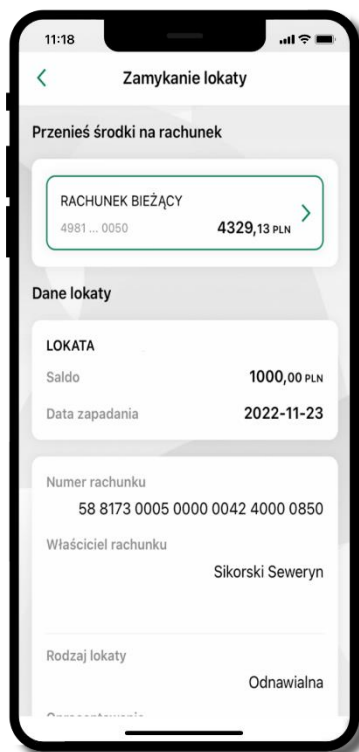 11:18
Zamykanie lokaty
Przenieś środki na rachunek
RACHUNEK BIEŻĄCY
4981 ... 0050 4329,13 PLN
Dane lokaty
LOKATA
Saldo 1000,00 PLN
Data zapadania 2022-11-23
Numer rachunku
58 8173 0005 0000 0042 4000 0850
Właściciel rachunku
Sikorski Seweryn
Rodzaj lokaty
Odnawialna